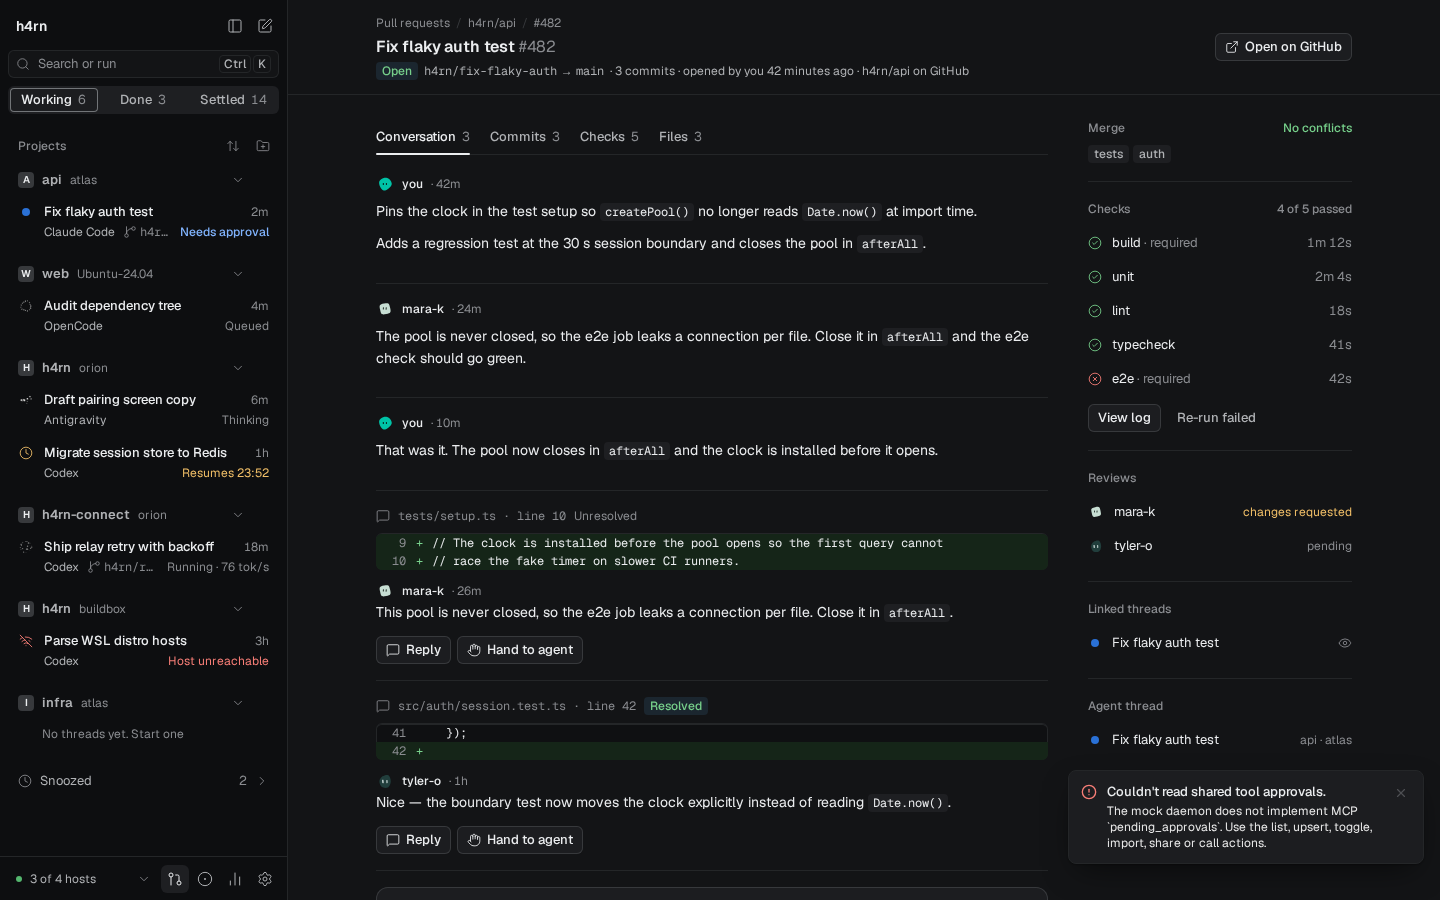 h4rn
Search or run Ctrl K
Working 6 Done 3 Settled 14
Projects
A api atlas
Fix flaky auth test 2m
Claude Code h4r... Needs approval
W web Ubuntu-24.04
Audit dependency tree 4m
OpenCode Queued
H h4rn orion
Draft pairing screen copy 6m
Antigravity Thinking
Migrate session store to Redis 1h
Codex Resumes 23:52
H h4rn-connect orion
Ship relay retry with backoff 18m
Codex h4rn/r... Running · 76 tok/s
H h4rn buildbox
Parse WSL distro hosts 3h
Codex Host unreachable
I infra atlas
No threads yet. Start one
Snoozed 2
3 of 4 hosts
Pull requests / h4rn/api / #482
Fix flaky auth test #482
Open h4rn/fix-flaky-auth → main · 3 commits · opened by you 42 minutes ago · h4rn/api on GitHub
Open on GitHub
Conversation 3 Commits 3 Checks 5 Files 3
you · 42m
Pins the clock in the test setup so createPool() no longer reads Date.now() at import time.
Adds a regression test at the 30 s session boundary and closes the pool in afterAll.
mara-k · 24m
The pool is never closed, so the e2e job leaks a connection per file. Close it in afterAll and the e2e
check should go green.
you · 10m
That was it. The pool now closes in afterAll and the clock is installed before it opens.
tests/setup.ts · line 10 Unresolved
9 + // The clock is installed before the pool opens so the first query cannot
10 + // race the fake timer on slower CI runners.
mara-k · 26m
This pool is never closed, so the e2e job leaks a connection per file. Close it in afterAll.
Reply Hand to agent
src/auth/session.test.ts · line 42 Resolved
41 });
42 +
tyler-o · 1h
Nice — the boundary test now moves the clock explicitly instead of reading Date.now().
Reply Hand to agent
Merge No conflicts
tests auth
Checks 4 of 5 passed
build · required 1m 12s
unit 2m 4s
lint 18s
typecheck 41s
e2e · required 42s
View log Re-run failed
Reviews
mara-k changes requested
tyler-o pending
Linked threads
Fix flaky auth test
Agent thread
Fix flaky auth test api · atlas
Couldn't read shared tool approvals.
The mock daemon does not implement MCP
`pending_approvals`. Use the list, upsert, toggle,
import, share or call actions.